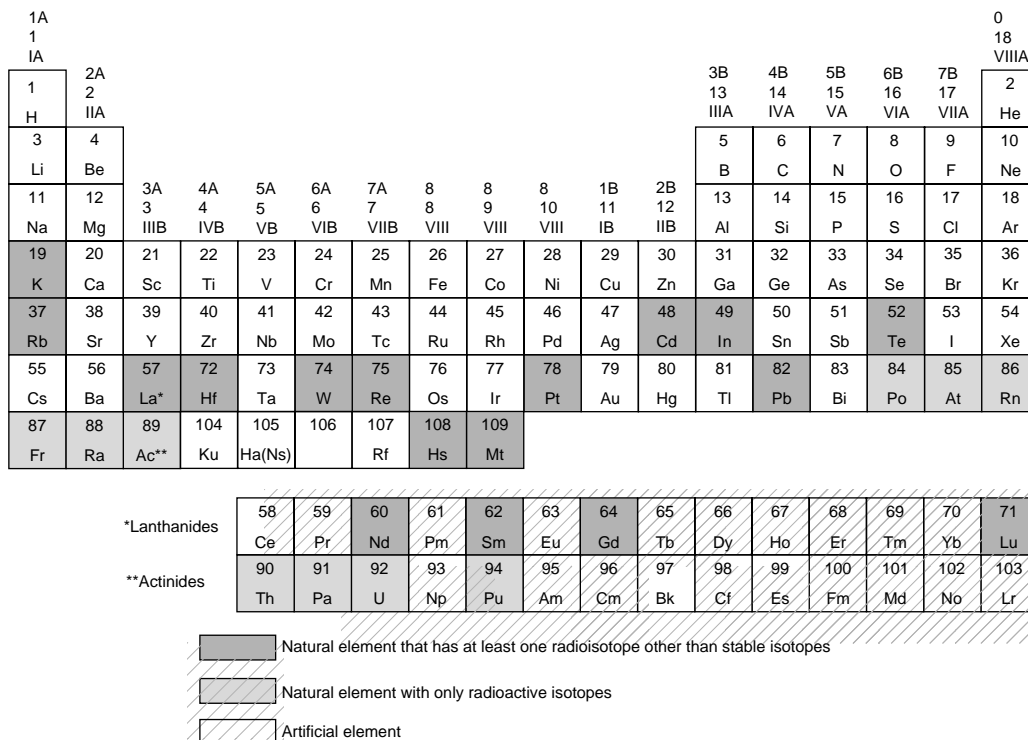 1A 0
1 18
IA VIIIA
1 2A 3B 4B 5B 6B 7B 2
2 13 14 15 16 17
H IIA IIIA IVA VA VIA VIIA He
3 4 5 6 7 8 9 10
Li Be B C N O F Ne
11 12 3A 4A 5A 6A 7A 8 8 8 1B 2B 13 14 15 16 17 18
3 4 5 6 7 8 9 10 11 12
Na Mg IIIB IVB VB VIB VIIB VIII VIII VIII IB IIB Al Si P S Cl Ar
19 20 21 22 23 24 25 26 27 28 29 30 31 32 33 34 35 36
K Ca Sc Ti V Cr Mn Fe Co Ni Cu Zn Ga Ge As Se Br Kr
37 38 39 40 41 42 43 44 45 46 47 48 49 50 51 52 53 54
Rb Sr Y Zr Nb Mo Tc Ru Rh Pd Ag Cd In Sn Sb Te I Xe
55 56 57 72 73 74 75 76 77 78 79 80 81 82 83 84 85 86
Cs Ba La* Hf Ta W Re Os Ir Pt Au Hg Tl Pb Bi Po At Rn
87 88 89 104 105 106 107 108 109
Fr Ra Ac** Ku Ha(Ns) Rf Hs Mt
58 59 60 61 62 63 64 65 66 67 68 69 70 71
*Lanthanides
Ce Pr Nd Pm Sm Eu Gd Tb Dy Ho Er Tm Yb Lu
90 91 92 93 94 95 96 97 98 99 100 101 102 103
**Actinides
Th Pa U Np Pu Am Cm Bk Cf Es Fm Md No Lr
Natural element that has at least one radioisotope other than stable isotopes
Natural element with only radioactive isotopes
Artificial element